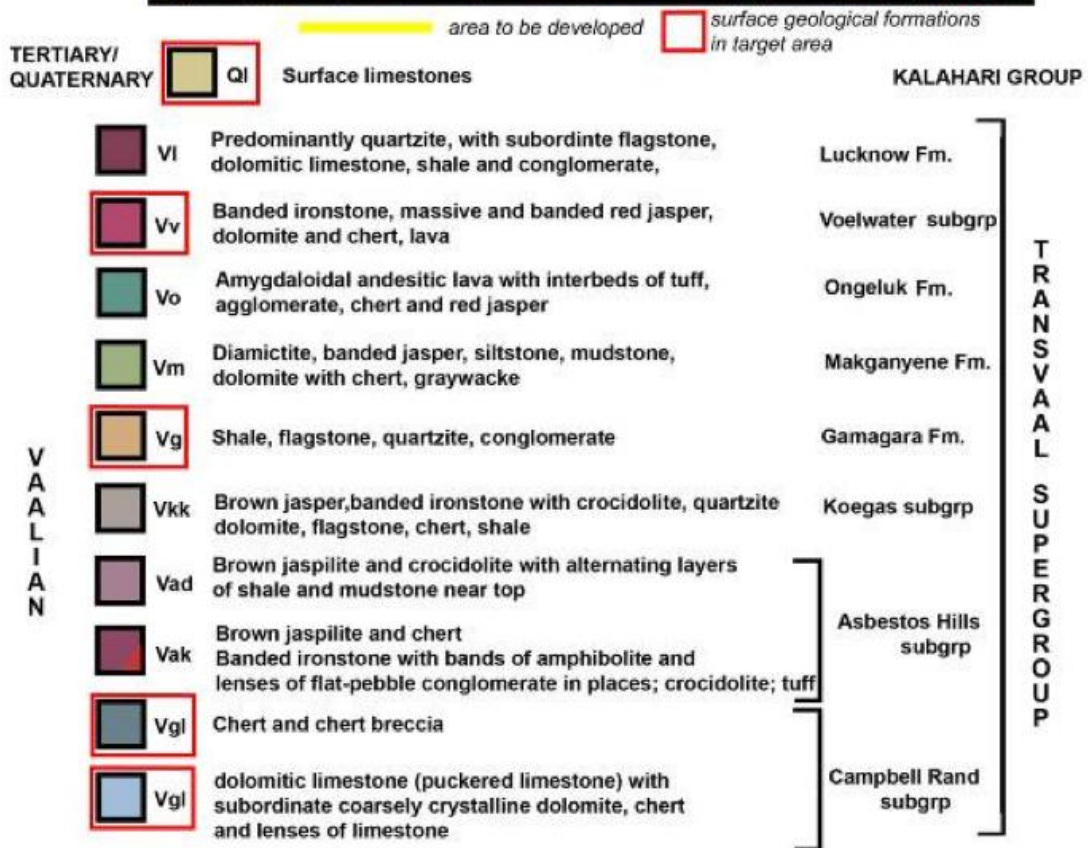 area to be developed
surface geological formations
in target area
TERTIARY/
QUATERNARY
Ql
Surface limestones
KALAHARI GROUP
Vl
Predominantly quartzite, with subordinte flagstone,
dolomitic limestone, shale and conglomerate,
Lucknow Fm.
Vv
Banded ironstone, massive and banded red jasper,
dolomite and chert, lava
Voelwater subgrp
Vo
Amygdaloidal andesitic lava with interbeds of tuff,
agglomerate, chert and red jasper
Ongeluk Fm.
Vm
Diamictite, banded jasper, siltstone, mudstone,
dolomite with chert, graywacke
Makganyene Fm.
Vg
Shale, flagstone, quartzite, conglomerate
Gamagara Fm.
Vkk
Brown jasper,banded ironstone with crocidolite, quartzite
dolomite, flagstone, chert, shale
Koegas subgrp
Vad
Brown jaspilite and crocidolite with alternating layers
of shale and mudstone near top
Vak
Brown jaspilite and chert
Banded ironstone with bands of amphibolite and
lenses of flat-pebble conglomerate in places; crocidolite; tuff
Asbestos Hills
subgrp
Vgl
Chert and chert breccia
Vgl
dolomitic limestone (puckered limestone) with
subordinate coarsely crystalline dolomite, chert
and lenses of limestone
Campbell Rand
subgrp
VAALIAN
TRANSVAAL SUPERGROUP